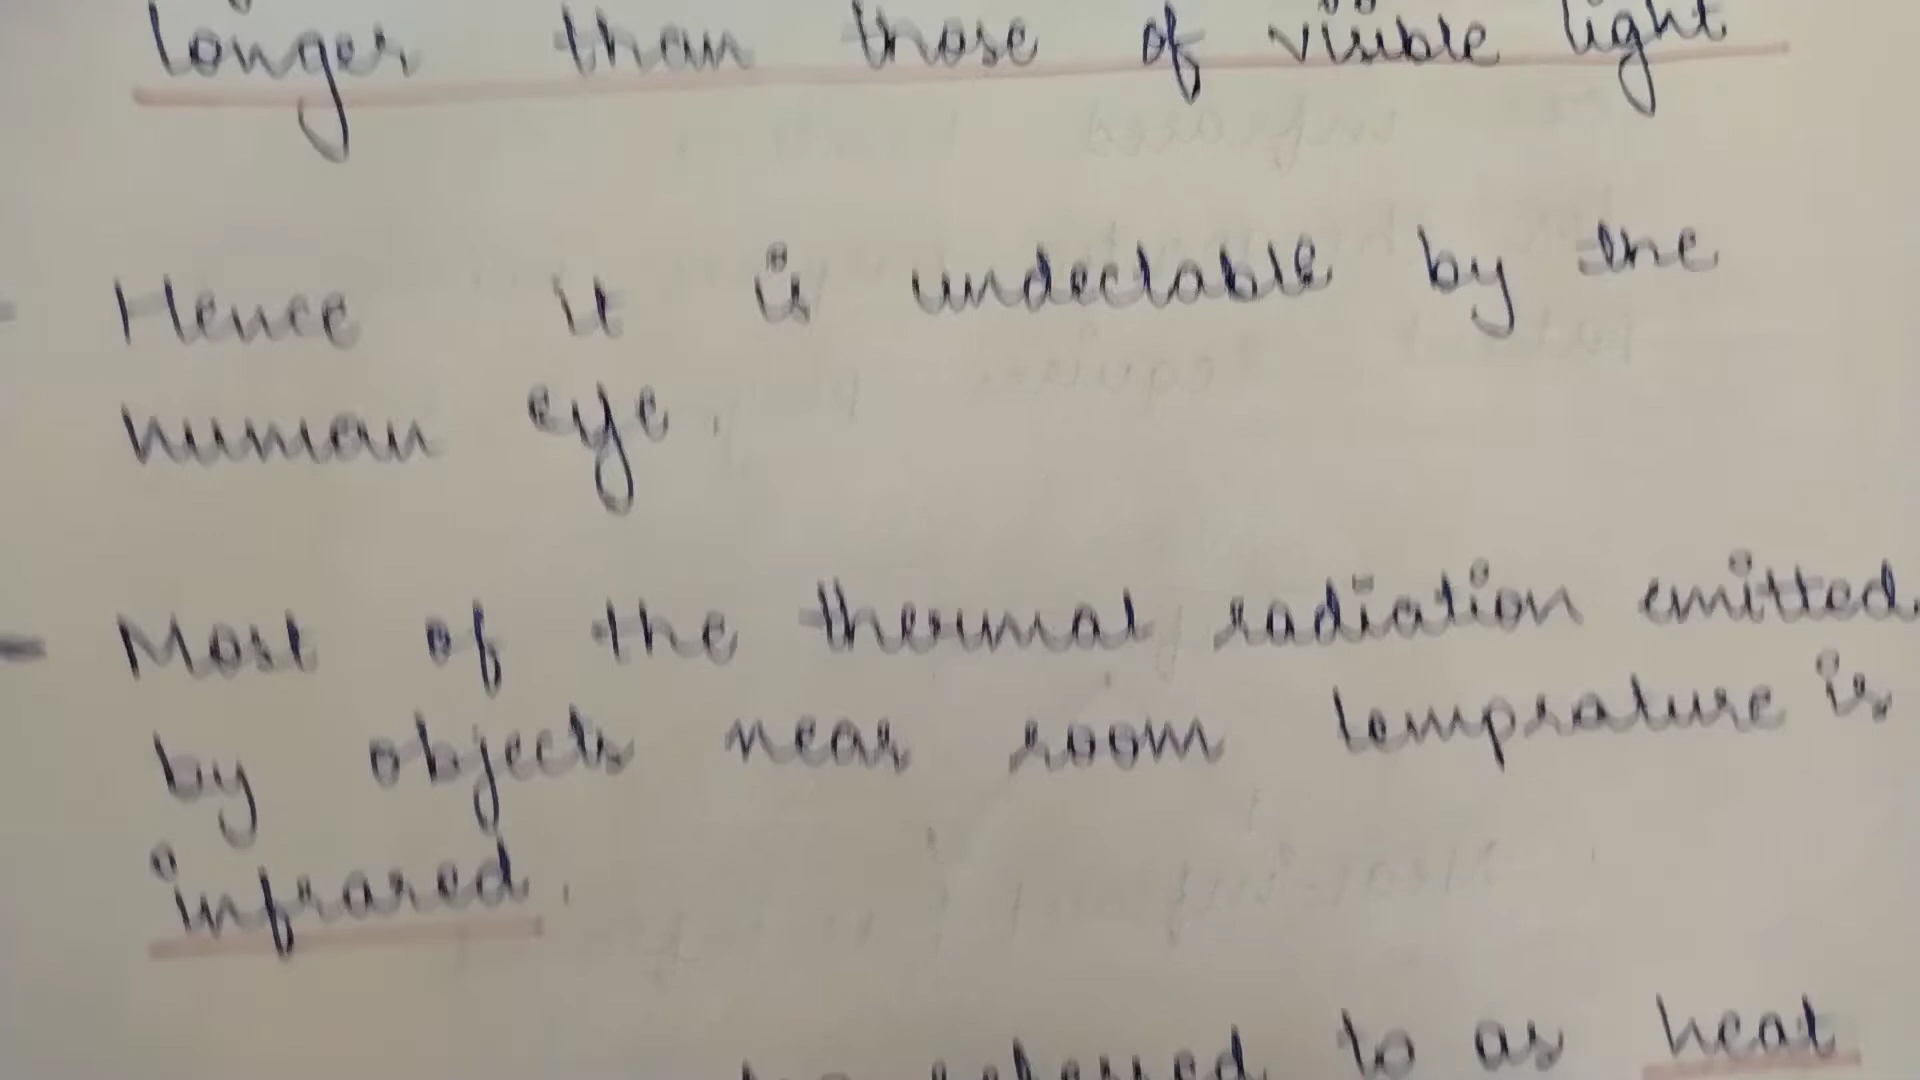 longer than those of visible light
- Hence it is undectable by the
human eye.
- Most of the thermal radiation emitted
by objects near room temprature is
infrared.
to as heat